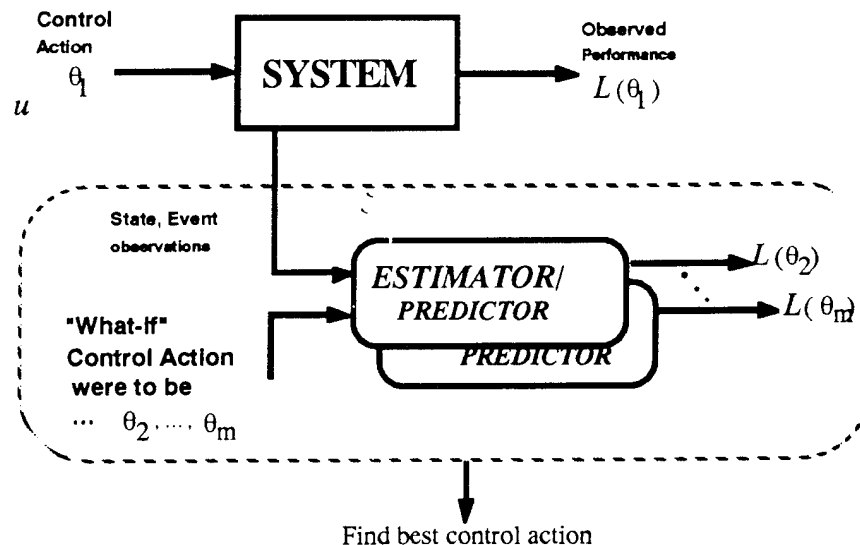 Control
Action
θ1
u
SYSTEM
Observed
Performance
L(θ1)
State, Event
observations
ESTIMATOR/
PREDICTOR
PREDICTOR
L(θ2)
L(θm)
"What-If"
Control Action
were to be
... θ2, ..., θm
Find best control action